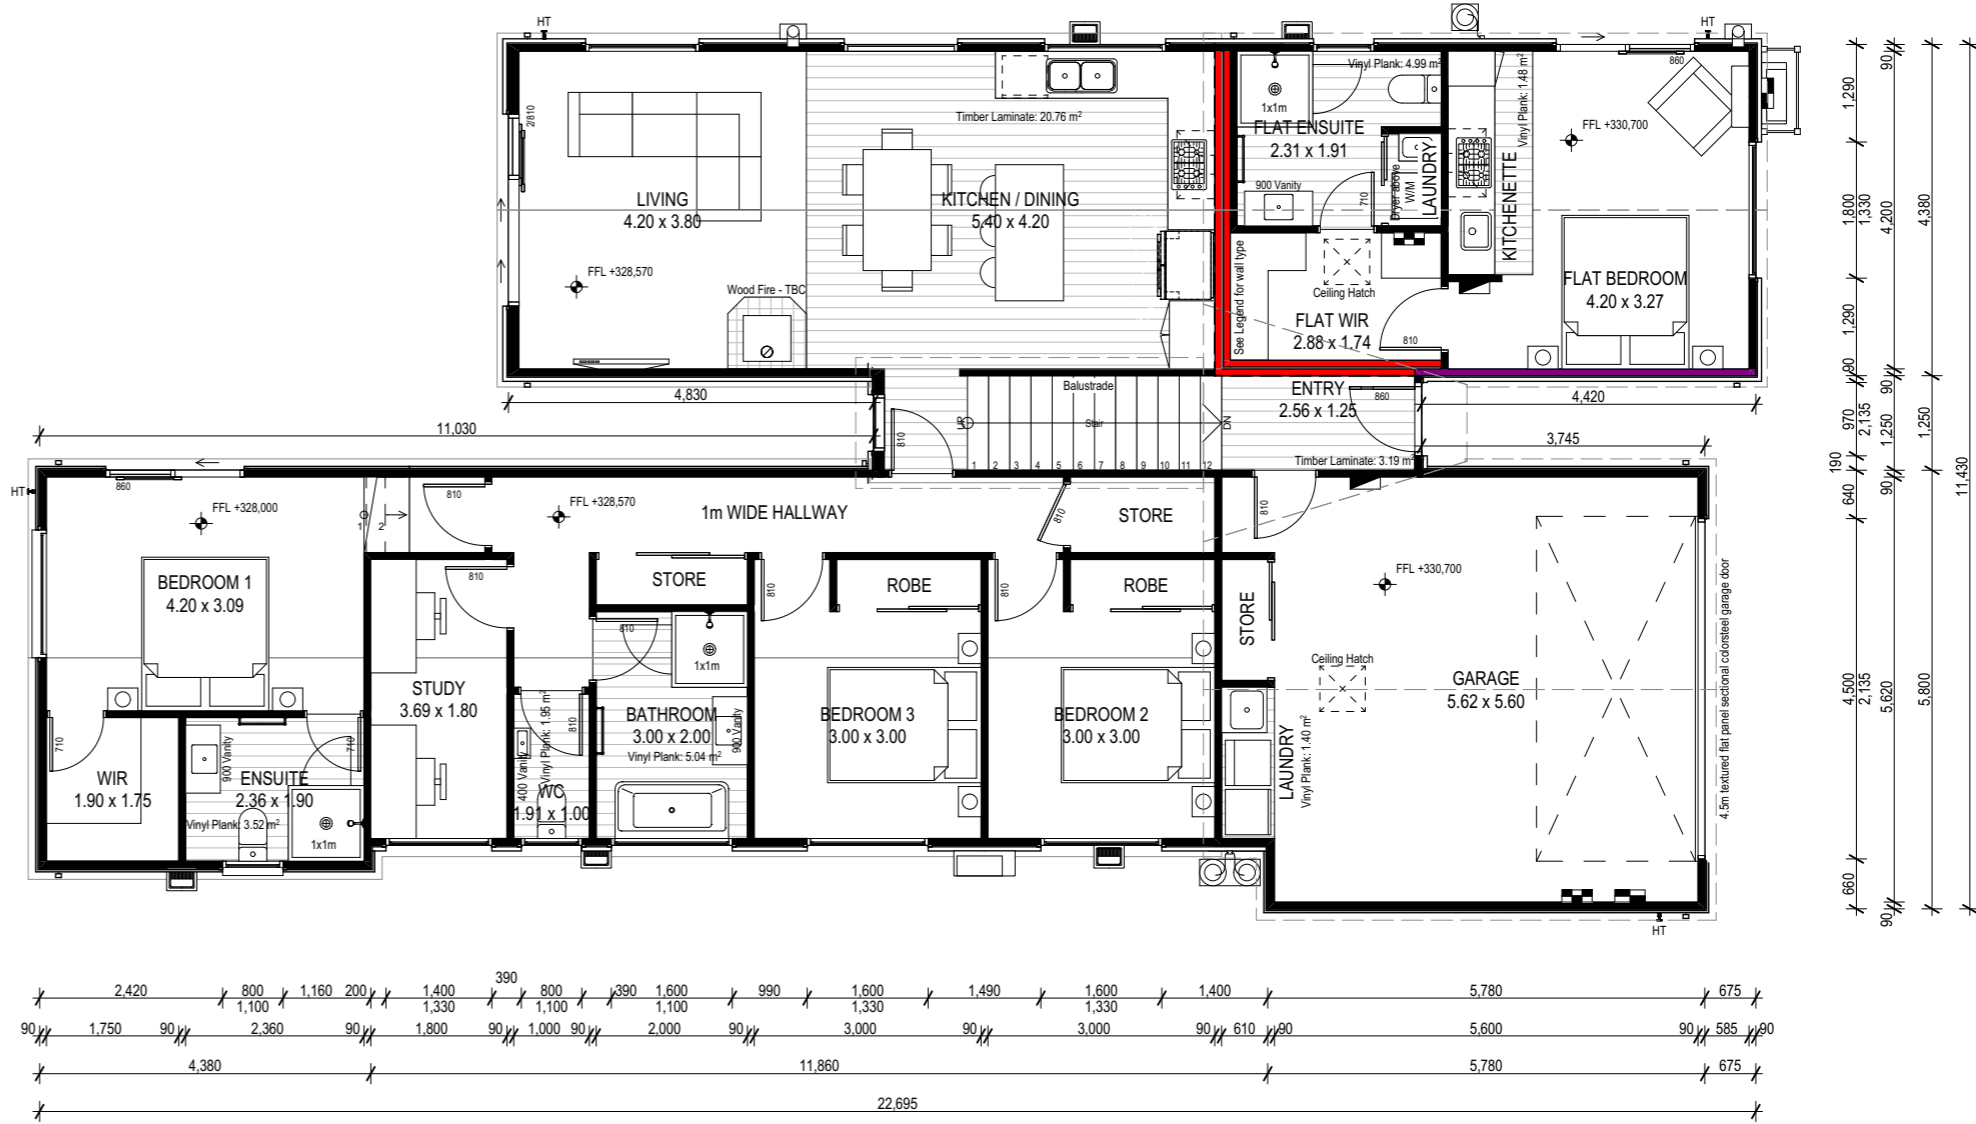 HT
HT
Vinyl Plank: 4.99 m²
860
2/810
Timber Laminate: 20.76 m²
1x1m
Vinyl Plank: 1.48 m²
FFL +330,700
FLAT ENSUITE
2.31 x 1.91
LAUNDRY
W/M
Dryer above
KITCHENETTE
900 Vanity
710
LIVING
4.20 x 3.80
KITCHEN / DINING
5.40 x 4.20
FFL +328,570
Wood Fire - TBC
See Legend for wall type
Ceiling Hatch
FLAT BEDROOM
4.20 x 3.27
FLAT WIR
2.88 x 1.74
810
Balustrade
ENTRY
2.56 x 1.25
860
4,830
4,420
UP
Stair
DN
810
11,030
3,745
1 2 3 4 5 6 7 8 9 10 11 12
Timber Laminate: 3.19 m²
HT
860
FFL +328,000
1 2
810
FFL +328,570
1m WIDE HALLWAY
810
STORE
810
BEDROOM 1
4.20 x 3.09
810
STORE
810
ROBE
810
ROBE
STORE
FFL +330,700
810
1x1m
Ceiling Hatch
STUDY
3.69 x 1.80
GARAGE
5.62 x 5.60
4.5m textured flat panel sectional colorsteel garage door
BATHROOM
3.00 x 2.00
Vinyl Plank: 5.04 m²
900 Vanity
BEDROOM 3
3.00 x 3.00
BEDROOM 2
3.00 x 3.00
LAUNDRY
Vinyl Plank: 1.40 m²
710
WIR
1.90 x 1.75
900 Vanity
ENSUITE
2.36 x 1.90
Vinyl Plank: 3.52 m²
710
1x1m
400 Vanity
Vinyl Plank: 1.95 m²
810
WC
1.91 x 1.00
HT
90
1,290
1,800
1,330
4,200
4,380
1,290
90
90
970
2,135
1,250
1,250
190
90
640
11,430
4,500
2,135
5,620
5,800
660
90
2,420
800
1,100
1,160
200
1,400
1,330
390
800
1,100
390
1,600
1,100
990
1,600
1,330
1,490
1,600
1,330
1,400
5,780
675
90
1,750
90
2,360
90
1,800
90
1,000
90
2,000
90
3,000
90
3,000
90
610
90
5,600
90
585
90
4,380
11,860
5,780
675
22,695